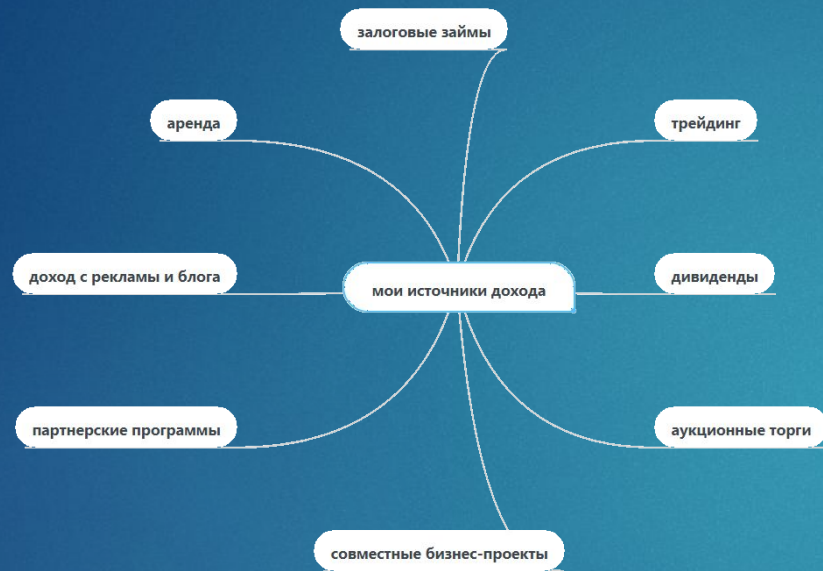 залоговые займы
аренда
трейдинг
доход с рекламы и блога
мои источники дохода
дивиденды
партнерские программы
аукционные торги
совместные бизнес-проекты